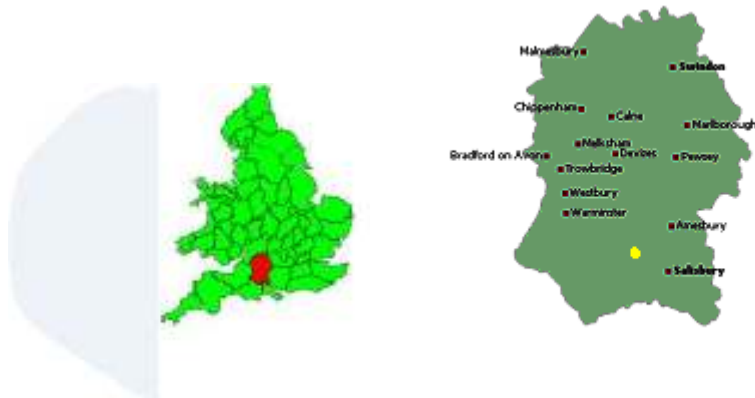 Malmesbury
Swindon
Chippenham
Calne
Marlborough
Melksham
Bradford on Avon
Devizes
Pewsey
Trowbridge
Westbury
Warminster
Amesbury
Salisbury